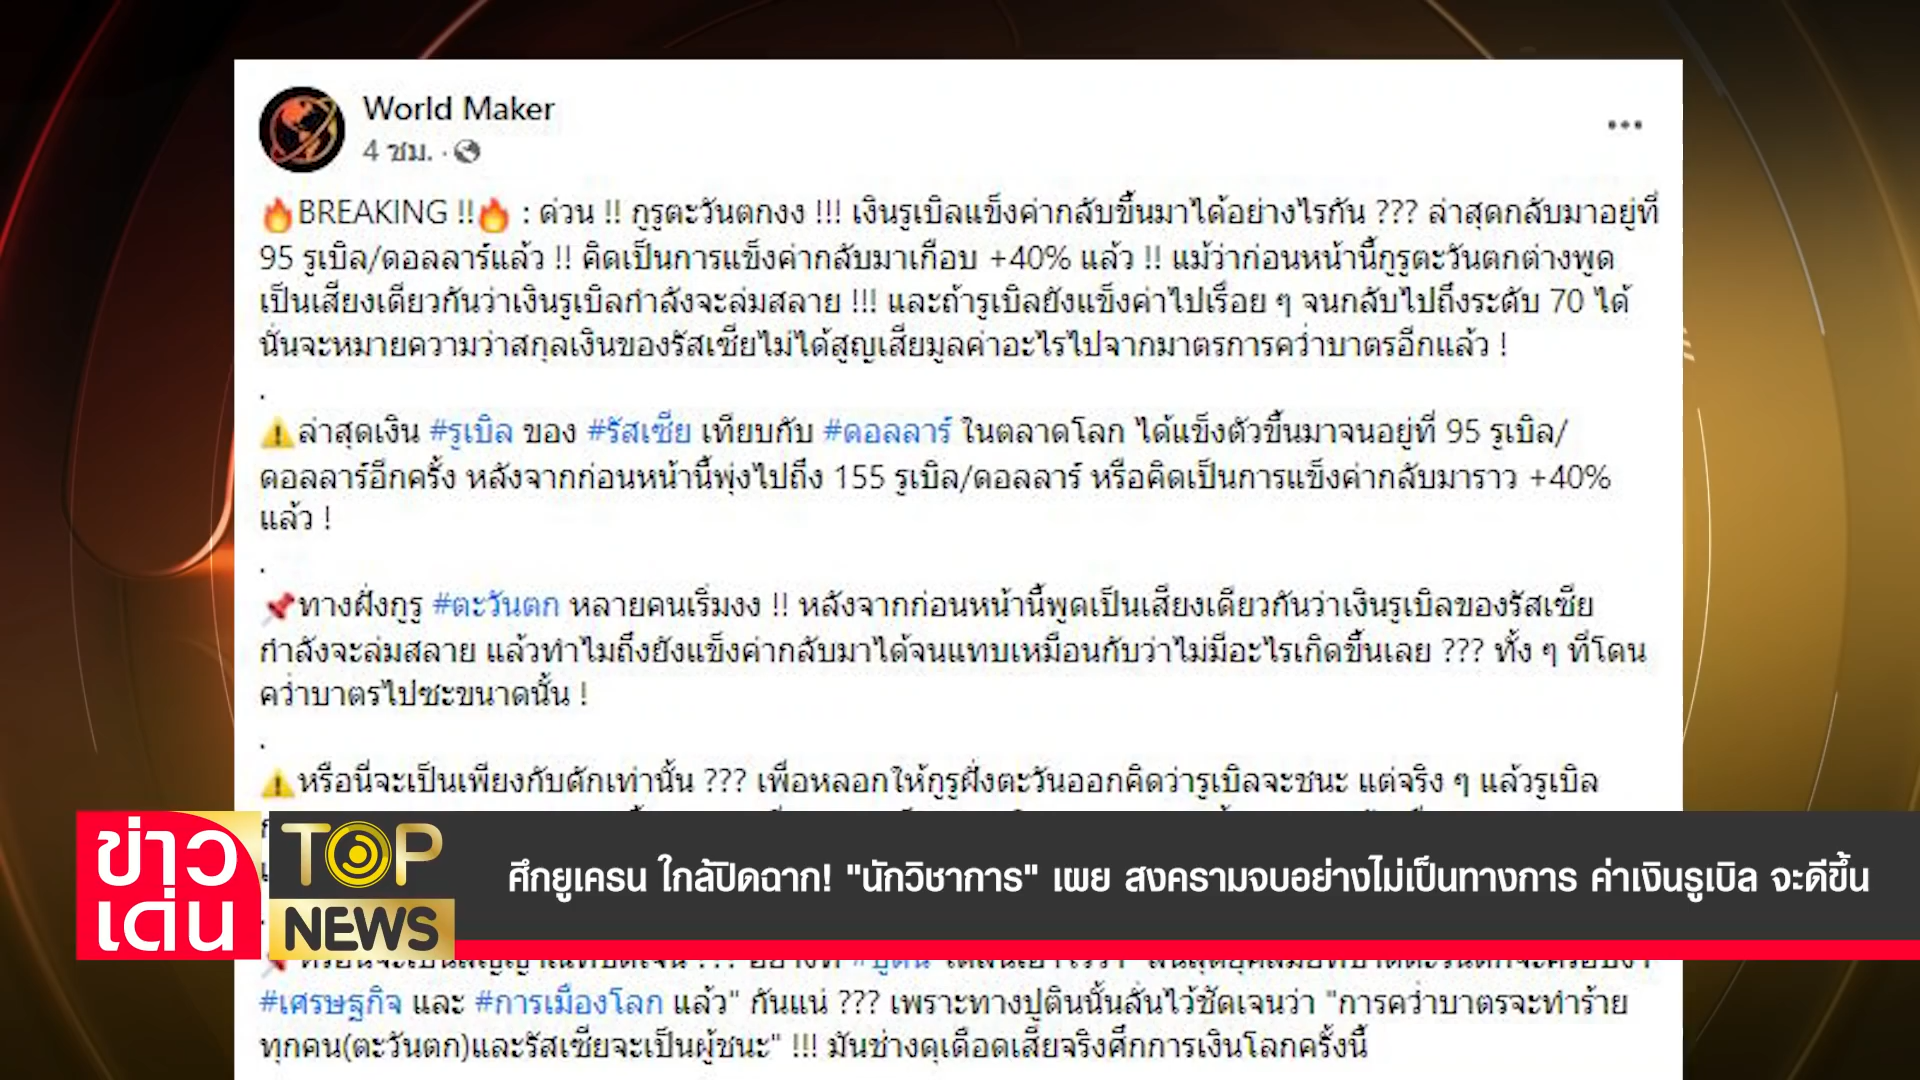 World Maker
4 ชม. ·
BREAKING !! : ด่วน !! กูรูตะวันตกงง !!! เงินรูเบิลแข็งค่ากลับขึ้นมาได้อย่างไรกัน ??? ล่าสุดกลับมาอยู่ที่
95 รูเบิล/ดอลลาร์แล้ว !! คิดเป็นการแข็งค่ากลับมาเกือบ +40% แล้ว !! แม้ว่าก่อนหน้านี้กูรูตะวันตกต่างพูด
เป็นเสียงเดียวกันว่าเงินรูเบิลกำลังจะล่มสลาย !!! และถ้ารูเบิลยังแข็งค่าไปเรื่อย ๆ จนกลับไปถึงระดับ 70 ได้
นั่นจะหมายความว่าสกุลเงินของรัสเซียไม่ได้สูญเสียมูลค่าอะไรไปจากมาตรการคว่ำบาตรอีกแล้ว !
.
ล่าสุดเงิน #รูเบิล ของ #รัสเซีย เทียบกับ #ดอลลาร์ ในตลาดโลก ได้แข็งตัวขึ้นมาจนอยู่ที่ 95 รูเบิล/
ดอลลาร์อีกครั้ง หลังจากก่อนหน้านี้พุ่งไปถึง 155 รูเบิล/ดอลลาร์ หรือคิดเป็นการแข็งค่ากลับมาราว +40%
แล้ว !
.
ทางฝั่งกูรู #ตะวันตก หลายคนเริ่มงง !! หลังจากก่อนหน้านี้พูดเป็นเสียงเดียวกันว่าเงินรูเบิลของรัสเซีย
กำลังจะล่มสลาย แล้วทำไมถึงยังแข็งค่ากลับมาได้จนแทบเหมือนกับว่าไม่มีอะไรเกิดขึ้นเลย ??? ทั้ง ๆ ที่โดน
คว่ำบาตรไปซะขนาดนั้น !
.
หรือนี่จะเป็นเพียงกับดักเท่านั้น ??? เพื่อหลอกให้กูรูฝั่งตะวันออกคิดว่ารูเบิลจะชนะ แต่จริง ๆ แล้วรูเบิล
ข่าวเด่น
TOP NEWS
ศึกยูเครน ใกล้ปิดฉาก! "นักวิชาการ" เผย สงครามจบอย่างไม่เป็นทางการ ค่าเงินรูเบิล จะดีขึ้น
#เศรษฐกิจ และ #การเมืองโลก แล้ว" กันแน่ ??? เพราะทางปูตินนั้นลั่นไว้ชัดเจนว่า "การคว่ำบาตรจะทำร้าย
ทุกคน(ตะวันตก)และรัสเซียจะเป็นผู้ชนะ" !!! มันช่างดุเดือดเสียจริงศึกการเงินโลกครั้งนี้